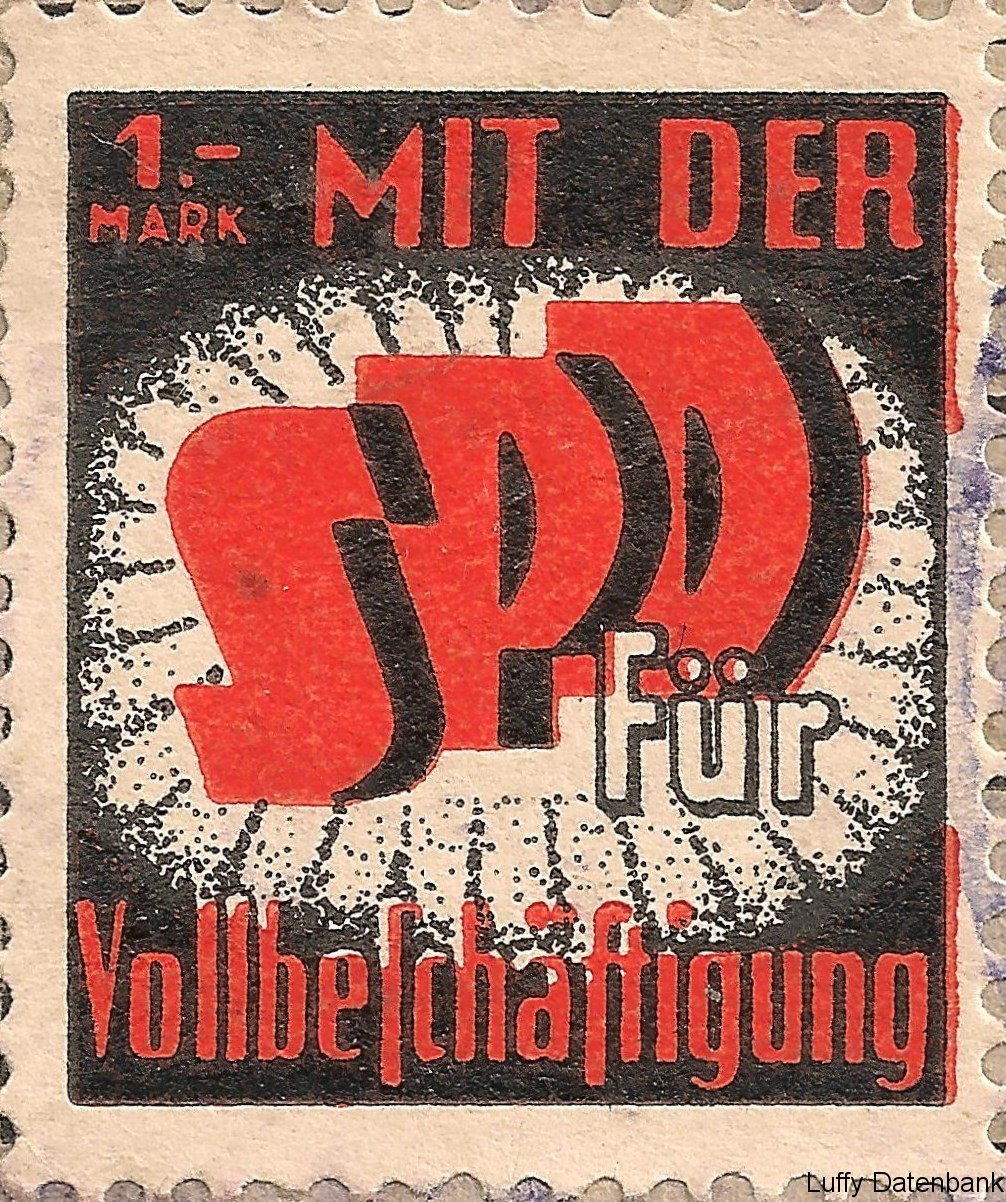 1.- MIT DER
MARK
SPD
für
Vollbeſchäftigung
Luffy Datenbank